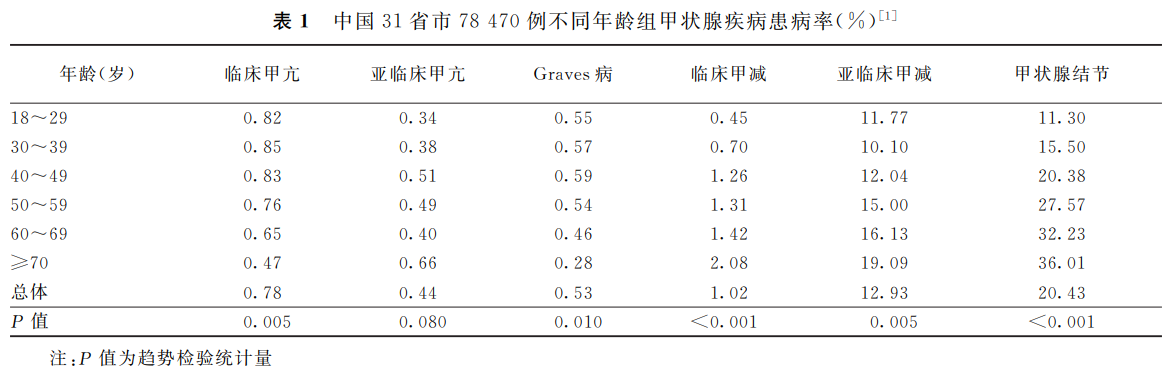 表 1 中国 31 省市 78 470 例不同年龄组甲状腺疾病患病率(%)[1]
年龄(岁) 临床甲亢 亚临床甲亢 Graves 病 临床甲减 亚临床甲减 甲状腺结节
18～29 0.82 0.34 0.55 0.45 11.77 11.30
30～39 0.85 0.38 0.57 0.70 10.10 15.50
40～49 0.83 0.51 0.59 1.26 12.04 20.38
50～59 0.76 0.49 0.54 1.31 15.00 27.57
60～69 0.65 0.40 0.46 1.42 16.13 32.23
≥70 0.47 0.66 0.28 2.08 19.09 36.01
总体 0.78 0.44 0.53 1.02 12.93 20.43
P 值 0.005 0.080 0.010 <0.001 0.005 <0.001
注:P 值为趋势检验统计量